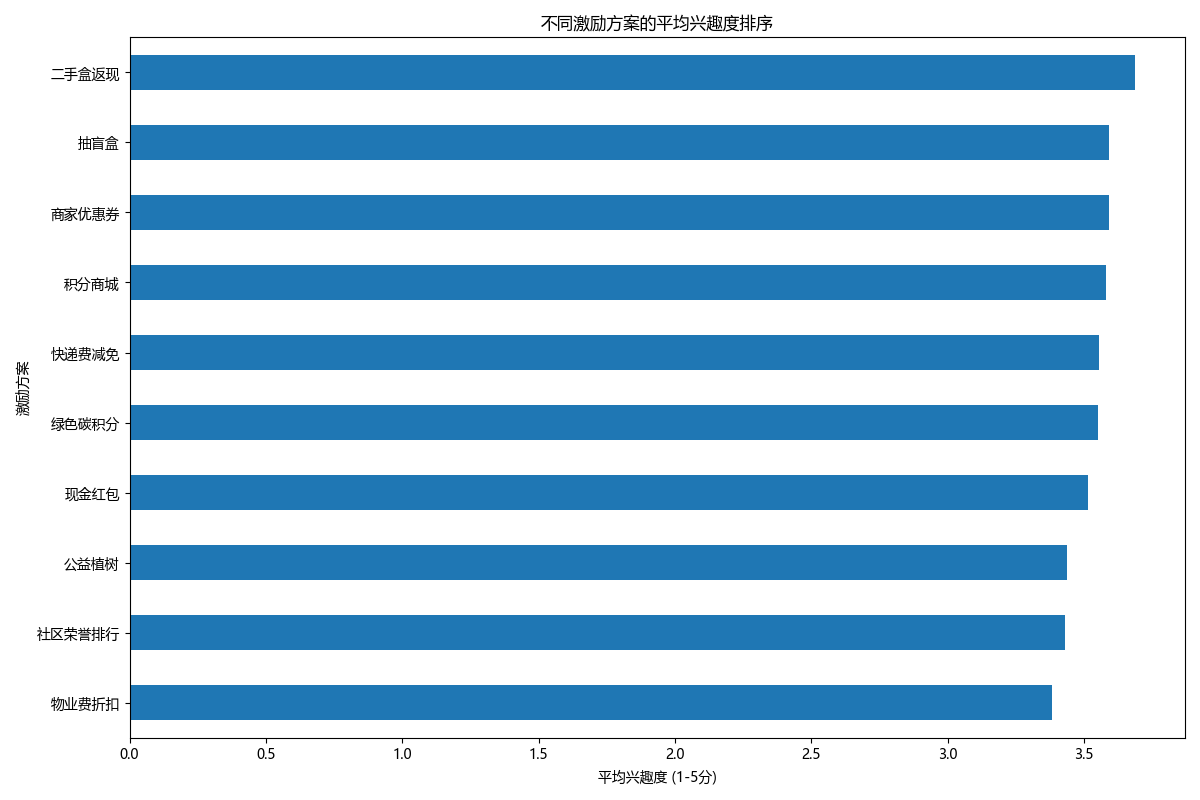 不同激励方案的平均兴趣度排序
激励方案
二手盒返现
抽盲盒
商家优惠券
积分商城
快递费减免
绿色碳积分
现金红包
公益植树
社区荣誉排行
物业费折扣
0.0 0.5 1.0 1.5 2.0 2.5 3.0 3.5
平均兴趣度 (1-5分)